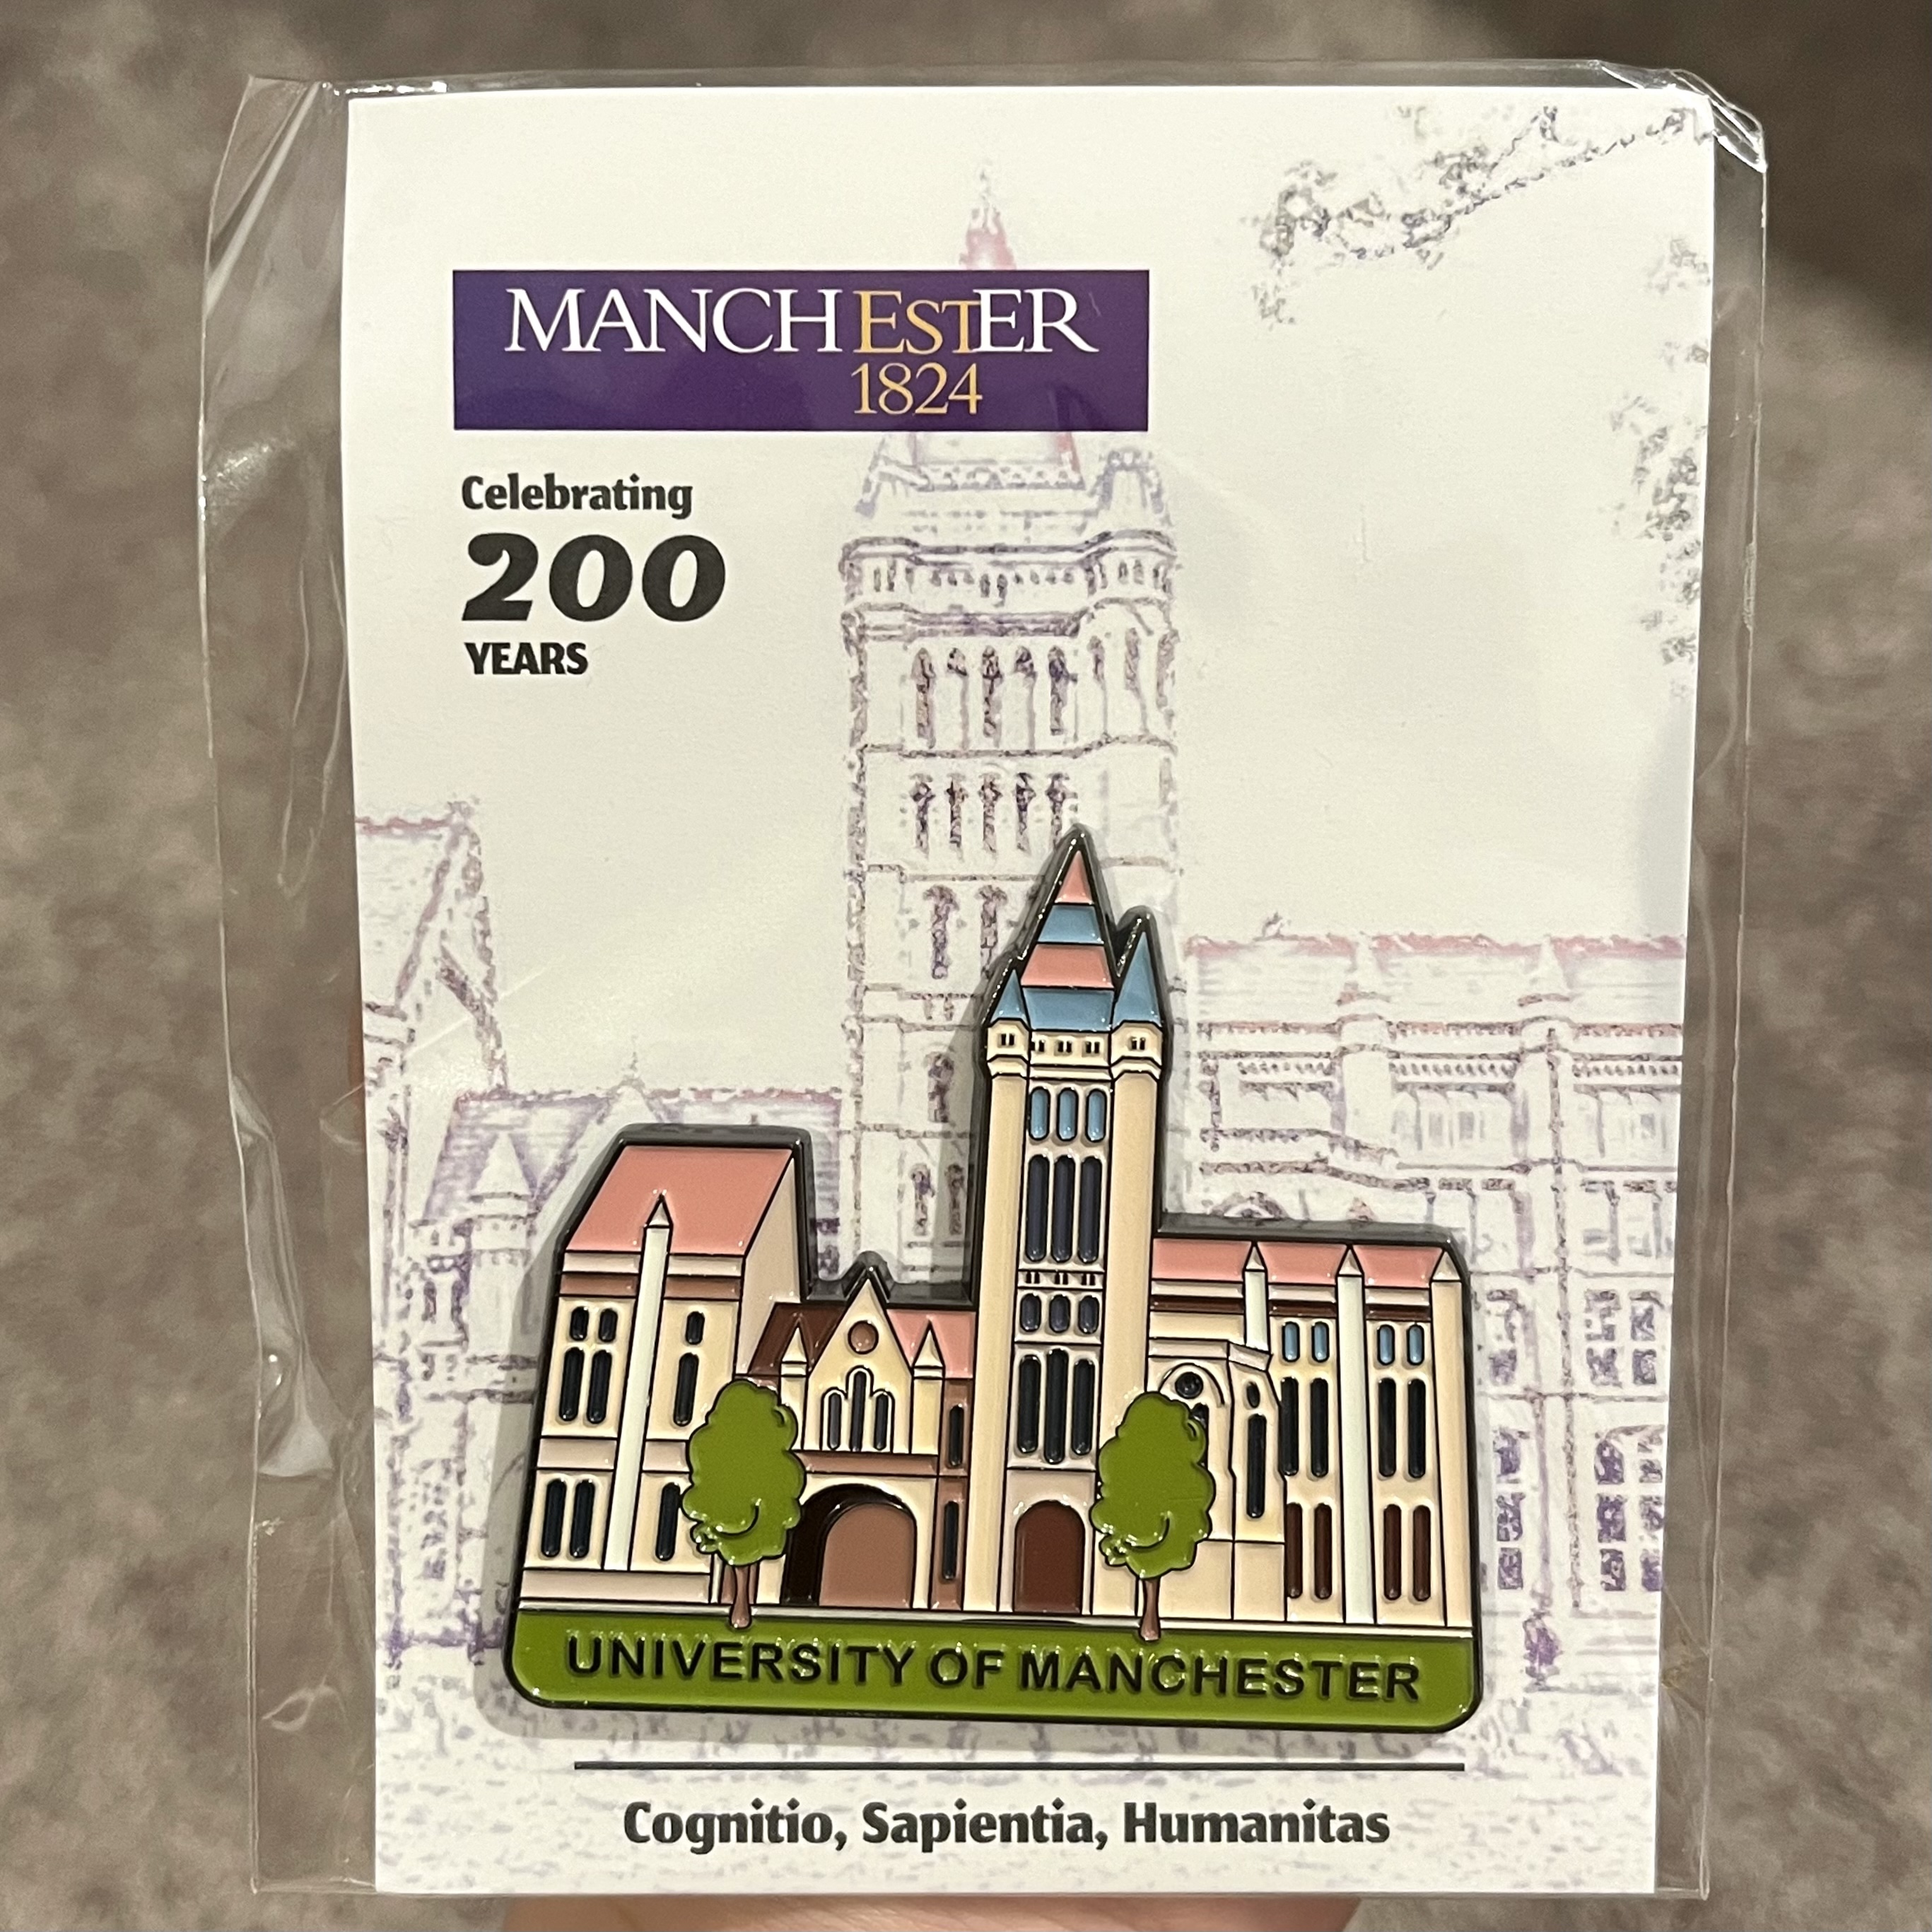 MANCHESTER
1824
Celebrating
200
YEARS
UNIVERSITY OF MANCHESTER
Cognitio, Sapientia, Humanitas